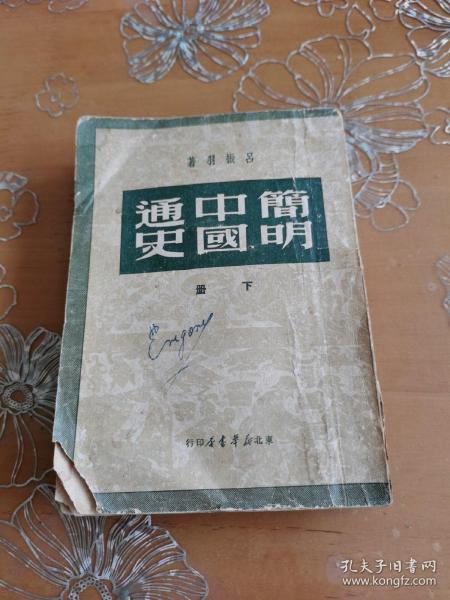 呂振羽著
簡明中國通史
下冊
Gregory
東北新華書店印行
孔夫子旧书网
www.kongfz.com